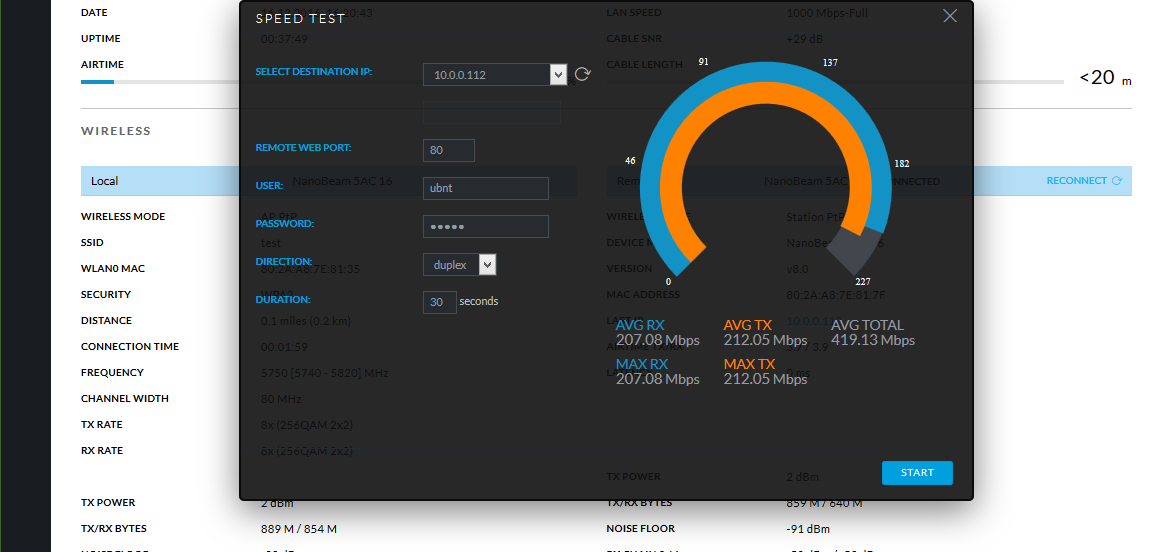 DATE
16.12.2016, 16:20:43
LAN SPEED
1000 Mbps-Full
SPEED TEST
UPTIME
00:37:49
CABLE SNR
+29 dB
AIRTIME
CABLE LENGTH
<20 m
SELECT DESTINATION IP:
10.0.0.112
91
137
WIRELESS
REMOTE WEB PORT:
80
46
182
Local
NanoBeam 5AC 16
NanoBeam 5AC
RECONNECT
USER:
ubnt
WIRELESS MODE
AP PtP
Station PtP
PASSWORD:
•••••
SSID
test
WLAN0 MAC
80:2A:A8:7E:81:35
DIRECTION:
duplex
VERSION
v8.0
0
227
SECURITY
MAC ADDRESS
80:2A:A8:7E:81:7F
DURATION:
30 seconds
DISTANCE
0.1 miles (0.2 km)
AVG RX
AVG TX
AVG TOTAL
207.08 Mbps
212.05 Mbps
419.13 Mbps
CONNECTION TIME
00:01:59
MAX RX
MAX TX
207.08 Mbps
212.05 Mbps
FREQUENCY
5750 [5740 - 5820] MHz
CHANNEL WIDTH
80 MHz
TX RATE
8x (256QAM 2x2)
RX RATE
8x (256QAM 2x2)
START
TX POWER
2 dBm
TX POWER
2 dBm
TX/RX BYTES
859 M / 640 M
TX/RX BYTES
889 M / 854 M
NOISE FLOOR
-91 dBm